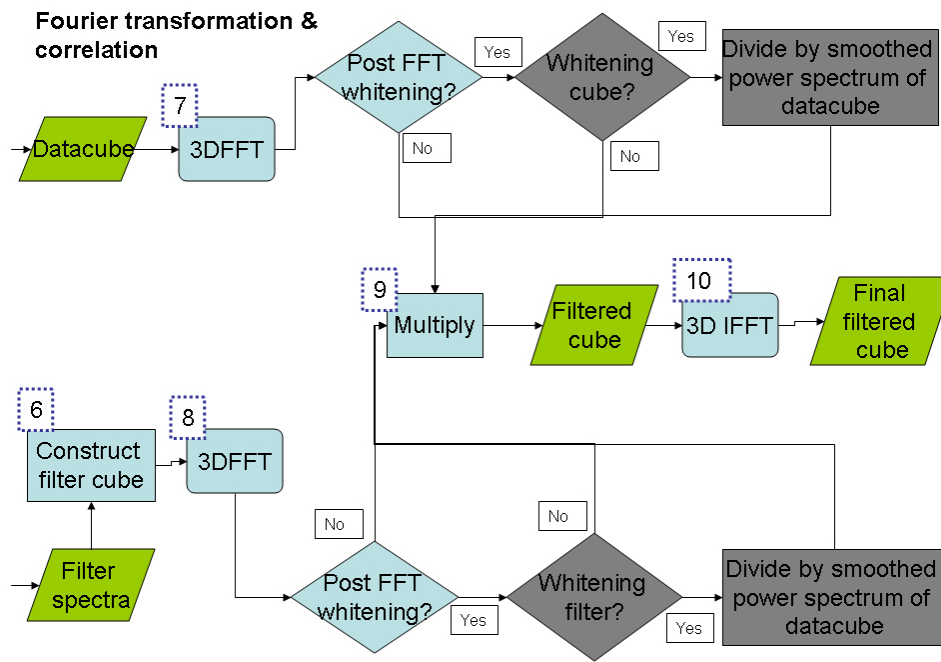 Fourier transformation &
correlation
Post FFT
whitening?
Yes
Whitening
cube?
Yes
Divide by smoothed
power spectrum of
datacube
7
Datacube
3DFFT
No
No
9
Multiply
Filtered
cube
10
3D IFFT
Final
filtered
cube
6
Construct
filter cube
8
3DFFT
No
No
Filter
spectra
Post FFT
whitening?
Yes
Whitening
filter?
Yes
Divide by smoothed
power spectrum of
datacube